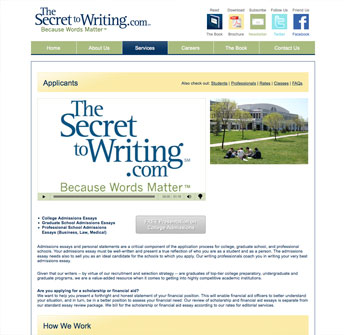 The
Secret
to Writing.com℠
Because Words Matter™
Read Download Subscribe Follow Us Friend Us
The Book Brochure Newsletter Twitter Facebook
Home About Us Services Careers The Book Contact Us
Applicants
Also check out: Students | Professionals | Rates | Classes | FAQs
The
Secret
to Writing
.com℠
Because Words Matter™
• College Admissions Essays
• Graduate School Admissions Essays
• Professional School Admissions
Essays (Business, Law, Medical)
FREE Presentation on
College Admissions
Admissions essays and personal statements are a critical component of the application process for college, graduate school, and professional
schools. Your admissions essay must be well-written and present a true reflection of who you are as a student and as a person. The admissions
essay needs also to sell you as an ideal candidate for the schools to which you apply. Our writing professionals coach you in writing your very best
admissions essay.
Given that our writers – by virtue of our recruitment and selection strategy – are graduates of top-tier college preparatory, undergraduate and
graduate programs, we are a value-added resource when it comes to getting into highly competitive academic institutions.
Are you applying for a scholarship or financial aid?
We want to help you present a forthright and honest statement of your financial position. This will enable financial aid officers to better understand
your situation, and in turn, be in a better position to assess your financial need. Our review of scholarship and financial aid essays is separate from
our standard essay review package. We bill for the scholarship or financial aid essay according to our rates for editorial services.
How We Work